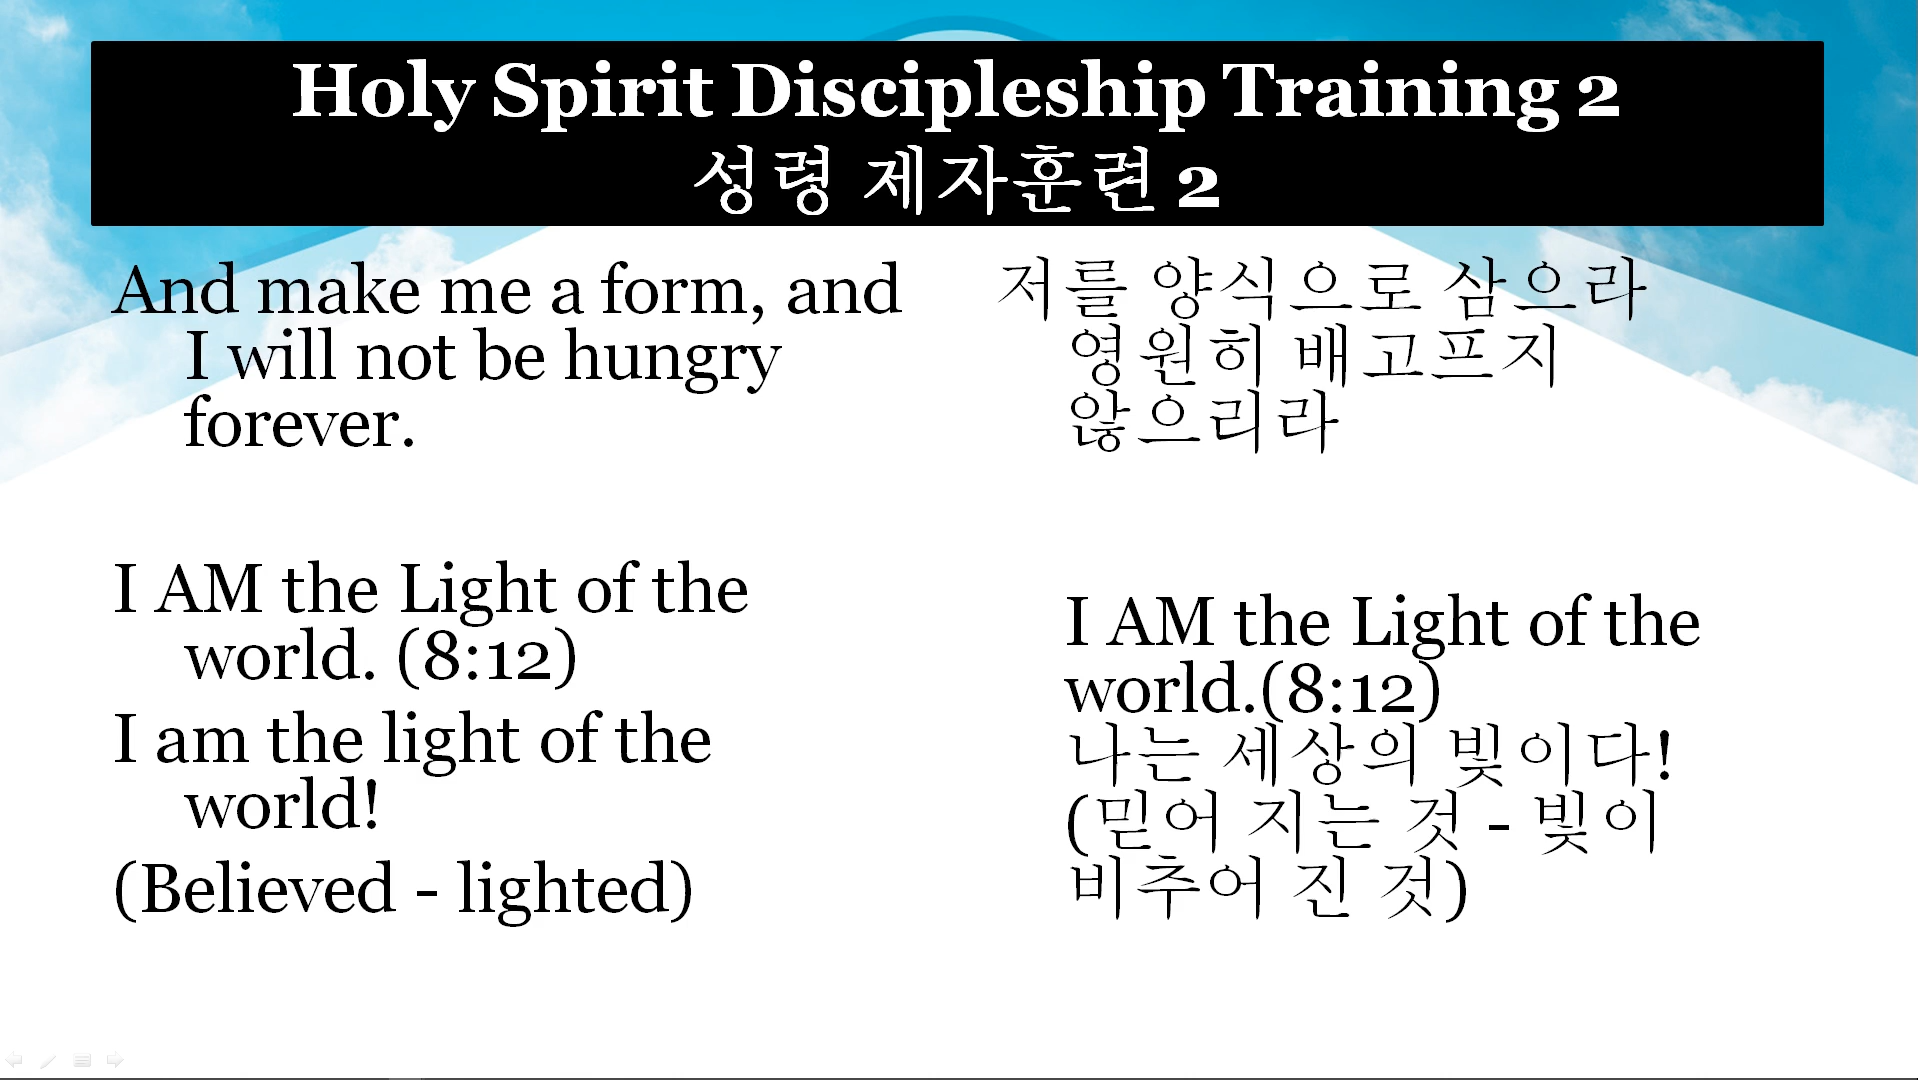 Holy Spirit Discipleship Training 2
성령 제자훈련 2
And make me a form, and
I will not be hungry
forever.
I AM the Light of the
world. (8:12)
I am the light of the
world!
(Believed - lighted)
저를 양식으로 삼으라
영원히 배고프지
않으리라
I AM the Light of the
world.(8:12)
나는 세상의 빛이다!
(믿어 지는 것 - 빛이
비추어 진 것)